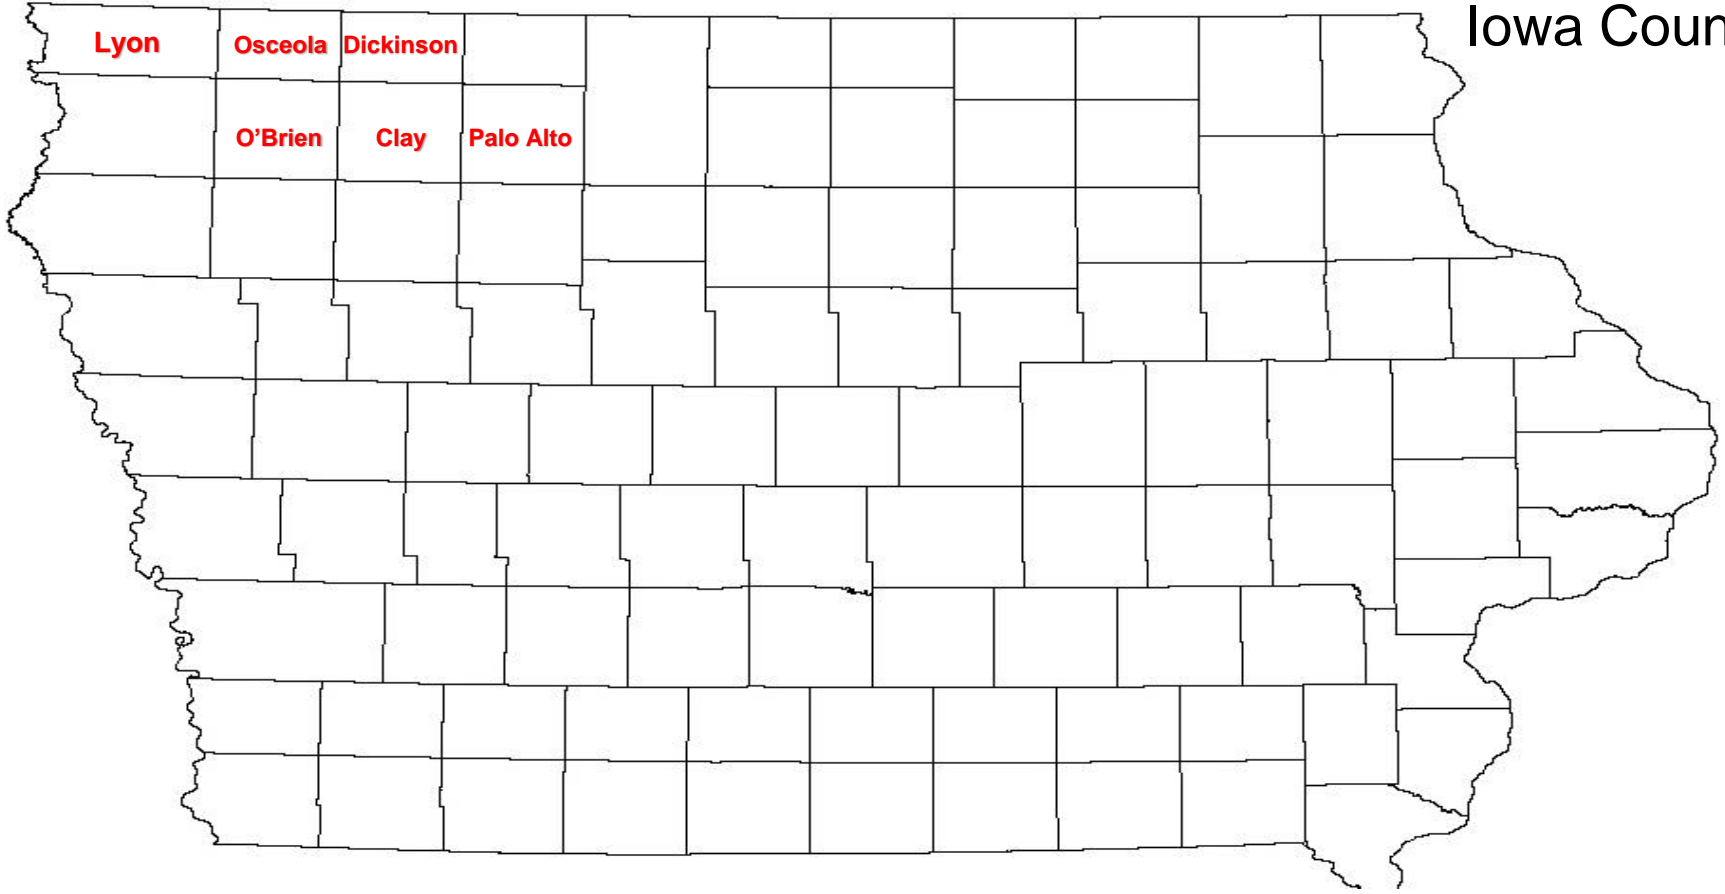 Iowa Coun
Lyon
Osceola
Dickinson
O’Brien
Clay
Palo Alto